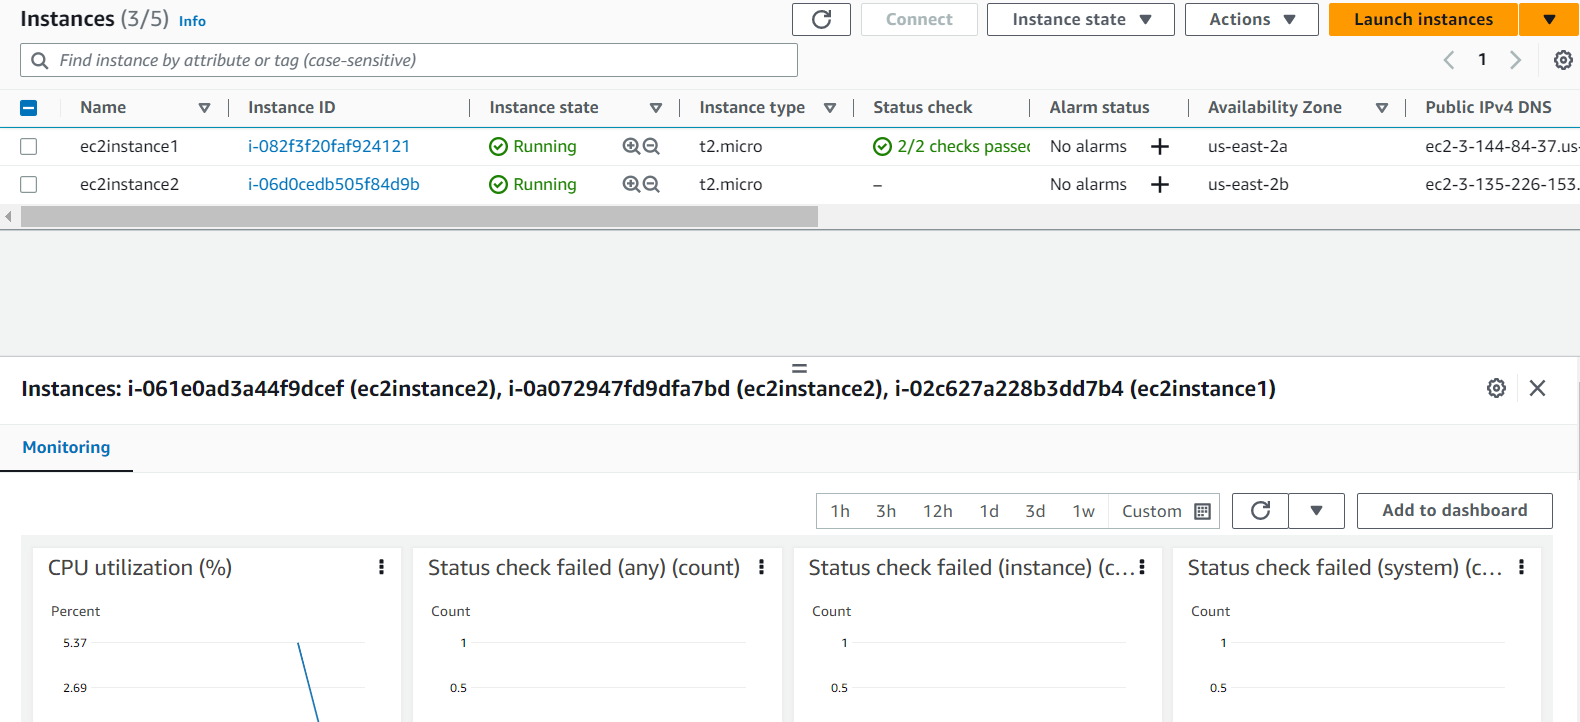 Instances (3/5) Info
Connect
Instance state
Actions
Launch instances
Find instance by attribute or tag (case-sensitive)
1
Name Instance ID Instance state Instance type Status check Alarm status Availability Zone Public IPv4 DNS
ec2instance1 i-082f3f20faf924121 Running t2.micro 2/2 checks passed No alarms + us-east-2a ec2-3-144-84-37.us-
ec2instance2 i-06d0cedb505f84d9b Running t2.micro – No alarms + us-east-2b ec2-3-135-226-153.
Instances: i-061e0ad3a44f9dcef (ec2instance2), i-0a072947fd9dfa7bd (ec2instance2), i-02c627a228b3dd7b4 (ec2instance1)
Monitoring
1h 3h 12h 1d 3d 1w Custom
Add to dashboard
CPU utilization (%)
Percent
5.37
2.69
Status check failed (any) (count)
Count
1
0.5
Status check failed (instance) (c...
Count
1
0.5
Status check failed (system) (c...
Count
1
0.5